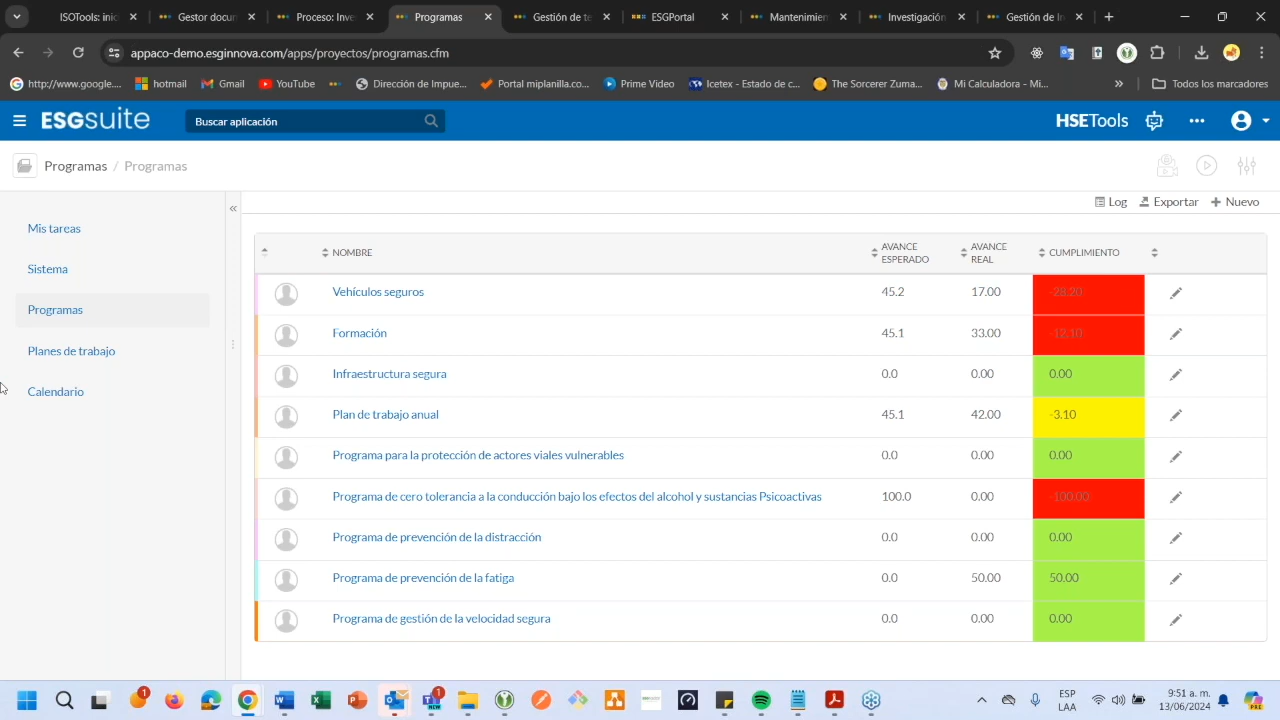 ISOTools: inic
Gestor docun
Proceso: Inve
Programas
Gestión de te
ESGPortal
Mantenimien
Investigación
Gestión de In
appaco-demo.esginnova.com/apps/proyectos/programas.cfm
http://www.google....
hotmail
Gmail
YouTube
Dirección de Impue...
Portal miplanilla.co...
Prime Video
Icetex - Estado de c...
The Sorcerer Zuma...
Mi Calculadora - Mi...
»
Todos los marcadores
ESGsuite
Buscar aplicación
HSETools
Programas / Programas
Mis tareas
Sistema
Programas
Planes de trabajo
Calendario
«
Log Exportar + Nuevo
NOMBRE
AVANCE ESPERADO
AVANCE REAL
CUMPLIMIENTO
Vehículos seguros 45.2 17.00 -28.20
Formación 45.1 33.00 -12.10
Infraestructura segura 0.0 0.00 0.00
Plan de trabajo anual 45.1 42.00 -3.10
Programa para la protección de actores viales vulnerables 0.0 0.00 0.00
Programa de cero tolerancia a la conducción bajo los efectos del alcohol y sustancias Psicoactivas 100.0 0.00 -100.00
Programa de prevención de la distracción 0.0 0.00 0.00
Programa de prevención de la fatiga 0.0 50.00 50.00
Programa de gestión de la velocidad segura 0.0 0.00 0.00
1
1
ESP
LAA
9:51 a. m.
13/06/2024